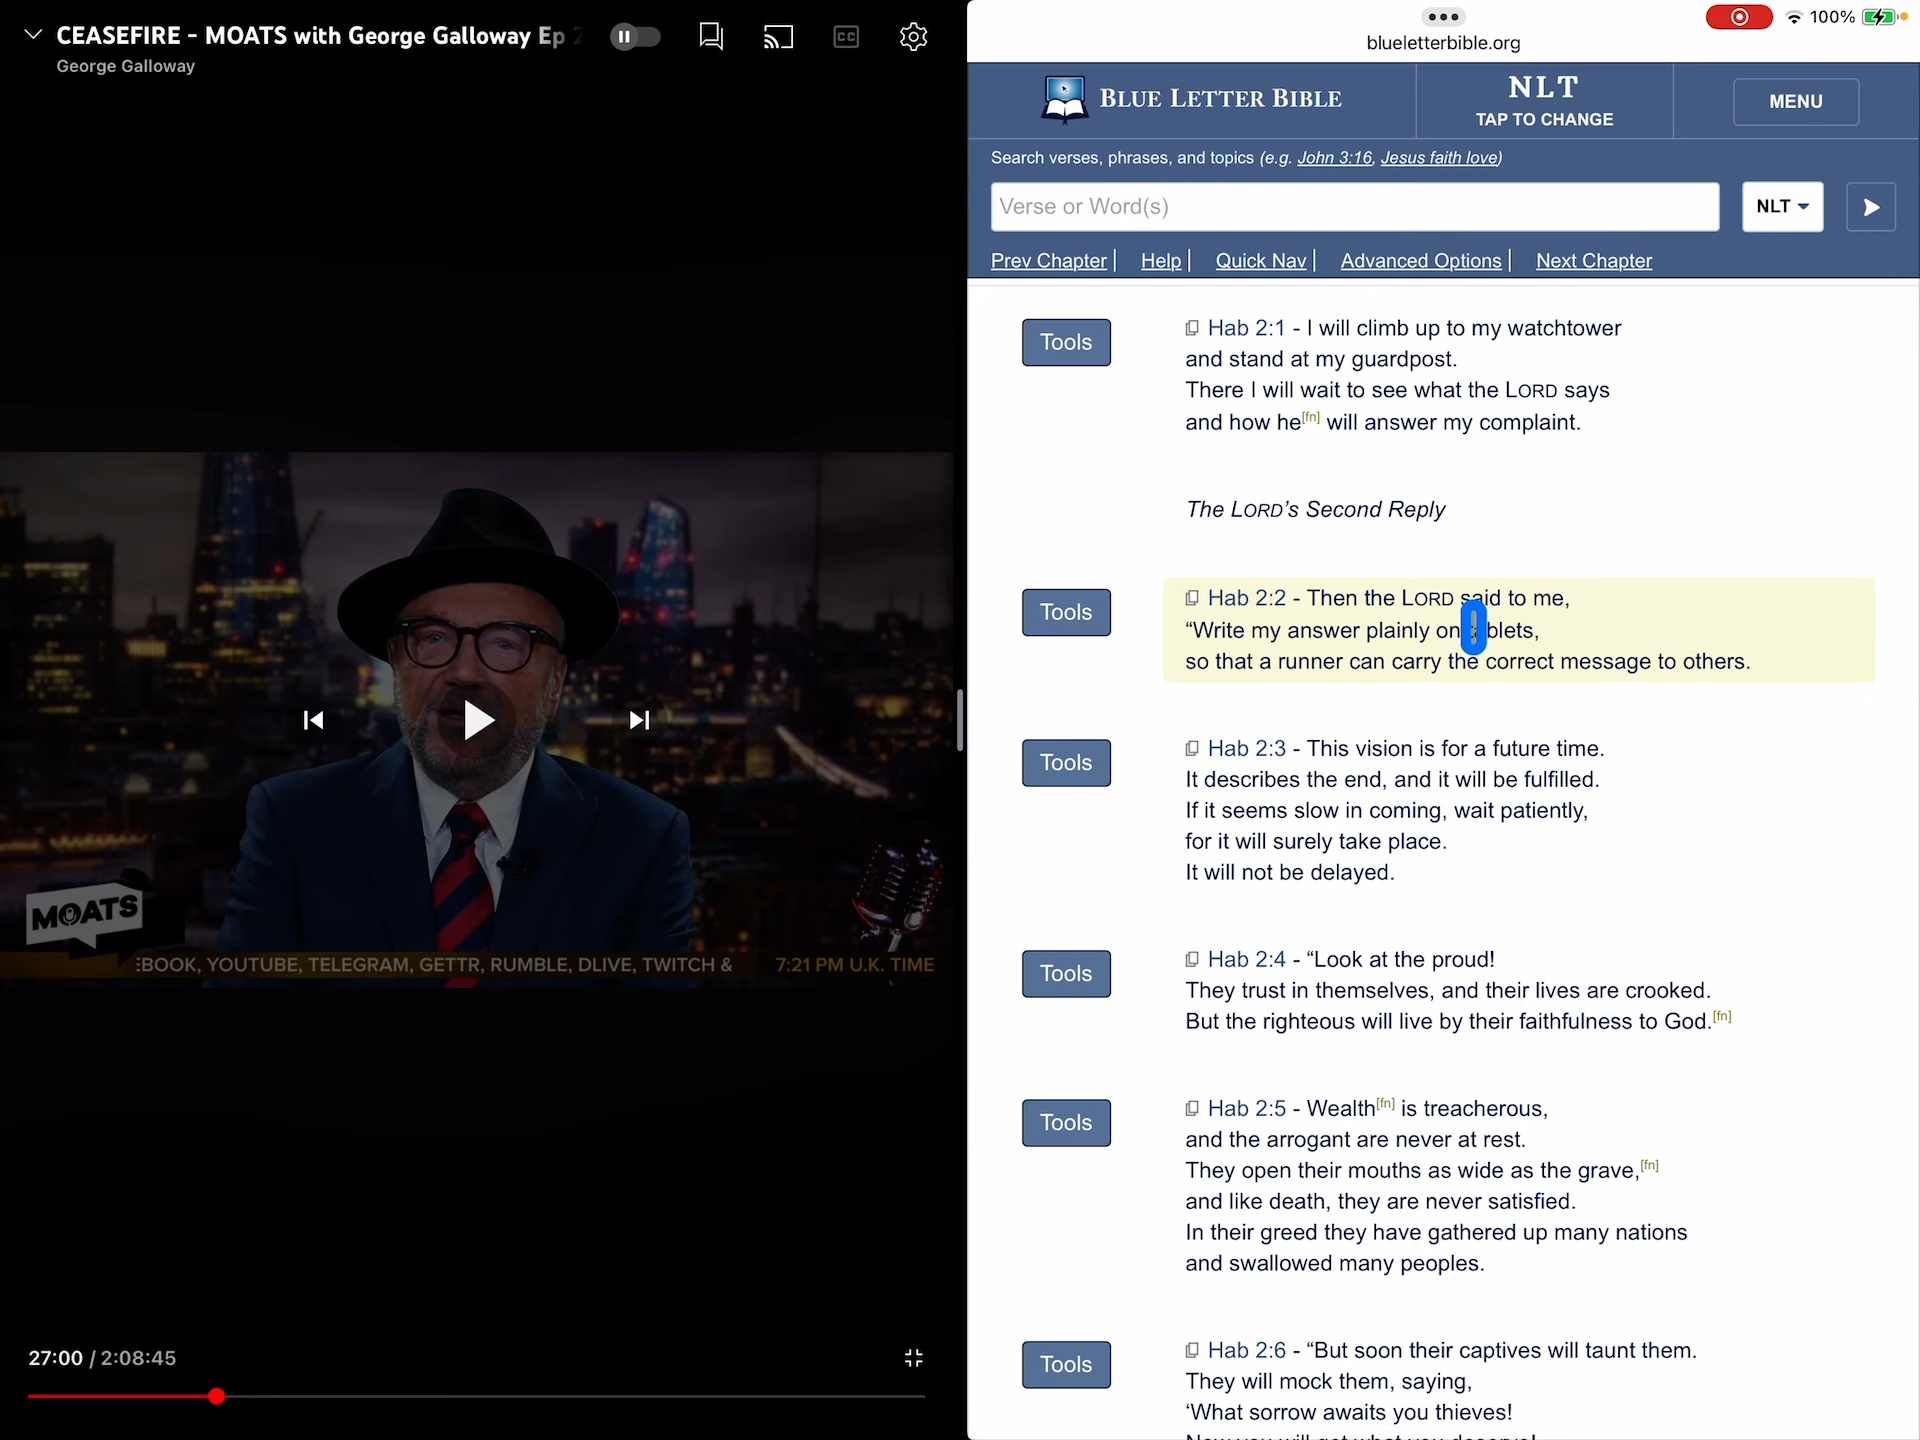 CEASEFIRE - MOATS with George Galloway Ep
George Galloway
CC
MOATS
BOOK, YOUTUBE, TELEGRAM, GETTR, RUMBLE, DLIVE, TWITCH &
7:21 PM U.K. TIME
27:00 / 2:08:45
100%
blueletterbible.org
BLUE LETTER BIBLE
NLT
TAP TO CHANGE
MENU
Search verses, phrases, and topics (e.g. John 3:16, Jesus faith love)
Verse or Word(s)
NLT
Prev Chapter | Help | Quick Nav | Advanced Options | Next Chapter
Tools
Hab 2:1 - I will climb up to my watchtower
and stand at my guardpost.
There I will wait to see what the LORD says
and how he[fn] will answer my complaint.
The LORD's Second Reply
Tools
Hab 2:2 - Then the LORD said to me,
“Write my answer plainly on tablets,
so that a runner can carry the correct message to others.
Tools
Hab 2:3 - This vision is for a future time.
It describes the end, and it will be fulfilled.
If it seems slow in coming, wait patiently,
for it will surely take place.
It will not be delayed.
Tools
Hab 2:4 - “Look at the proud!
They trust in themselves, and their lives are crooked.
But the righteous will live by their faithfulness to God.[fn]
Tools
Hab 2:5 - Wealth[fn] is treacherous,
and the arrogant are never at rest.
They open their mouths as wide as the grave,[fn]
and like death, they are never satisfied.
In their greed they have gathered up many nations
and swallowed many peoples.
Tools
Hab 2:6 - “But soon their captives will taunt them.
They will mock them, saying,
‘What sorrow awaits you thieves!
Now you will get what you deserve!